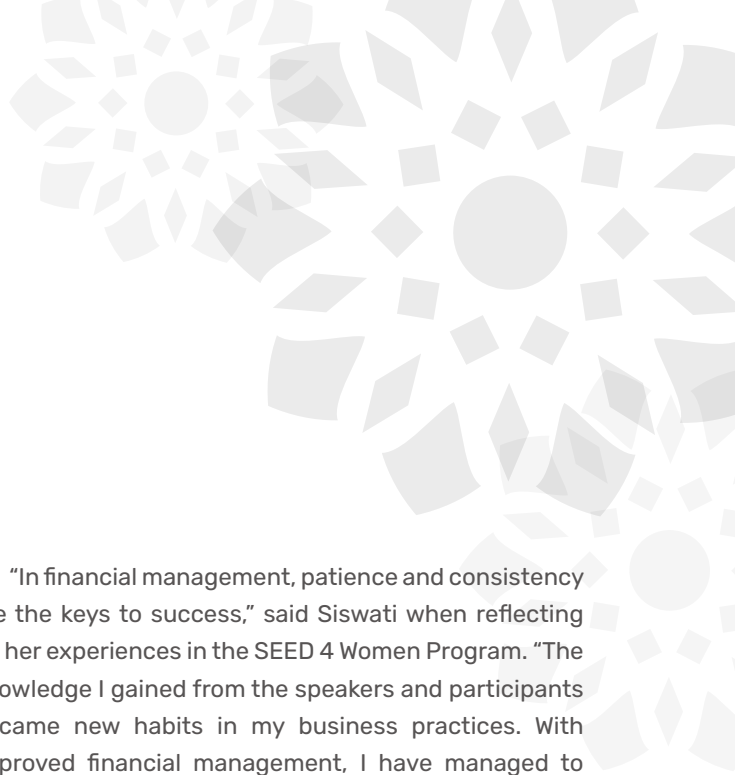 “In financial management, patience and consistency
e the keys to success,” said Siswati when reflecting
her experiences in the SEED 4 Women Program. “The
owledge I gained from the speakers and participants
came new habits in my business practices. With
proved financial management, I have managed to